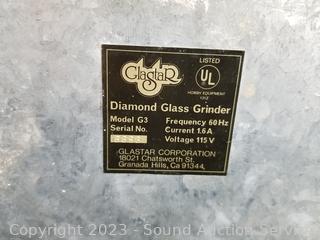 Glastar
LISTED
UL
HOBBY EQUIPMENT
Diamond Glass Grinder
Model G3 Frequency 60Hz
Serial No. Current 1.6A
Voltage 115V
GLASTAR CORPORATION
18021 Chatsworth St.
Granada Hills, Ca 91344
Copyright © 2023 - Sound Auction Service